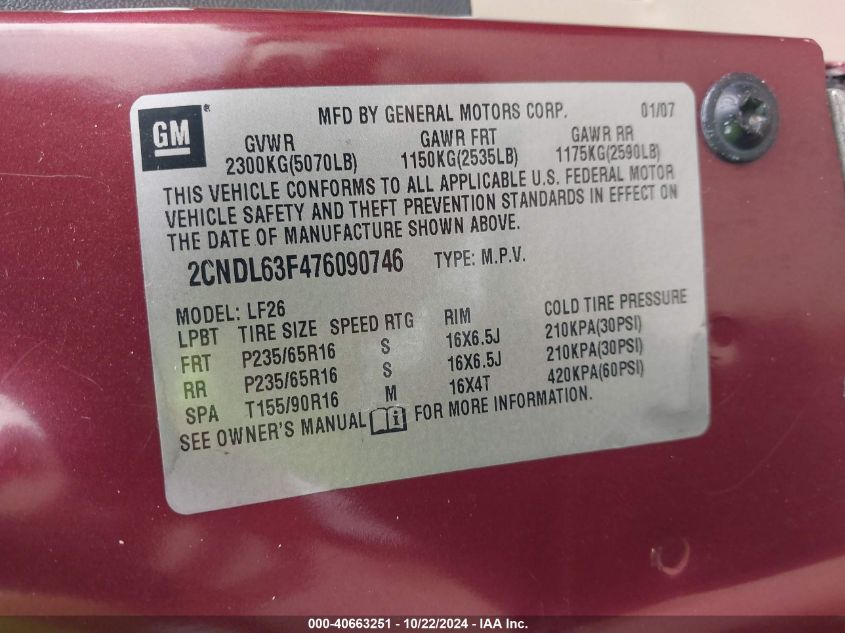 GM
MFD BY GENERAL MOTORS CORP. 01/07
GVWR GAWR FRT GAWR RR
2300KG(5070LB) 1150KG(2535LB) 1175KG(2590LB)
THIS VEHICLE CONFORMS TO ALL APPLICABLE U.S. FEDERAL MOTOR
VEHICLE SAFETY AND THEFT PREVENTION STANDARDS IN EFFECT ON
THE DATE OF MANUFACTURE SHOWN ABOVE.
2CNDL63F476090746 TYPE: M.P.V.
MODEL: LF26
LPBT TIRE SIZE SPEED RTG RIM COLD TIRE PRESSURE
FRT P235/65R16 S 16X6.5J 210KPA(30PSI)
RR P235/65R16 S 16X6.5J 210KPA(30PSI)
SPA T155/90R16 M 16X4T 420KPA(60PSI)
SEE OWNER'S MANUAL i FOR MORE INFORMATION.
000-40663251 - 10/22/2024 - IAA Inc.